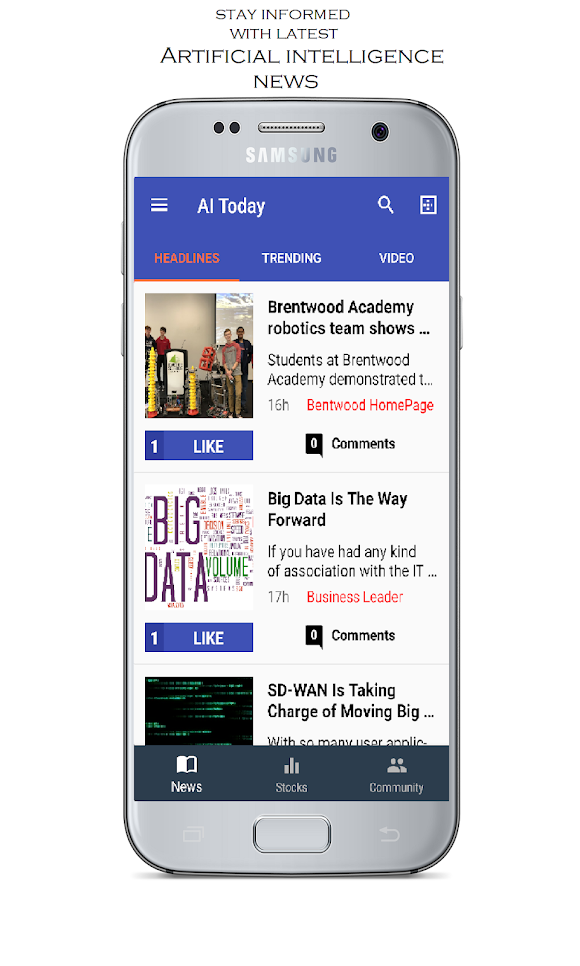 STAY INFORMED
WITH LATEST
ARTIFICIAL INTELLIGENCE
NEWS
SAMSUNG
AI Today
HEADLINES TRENDING VIDEO
Brentwood Academy
robotics team shows ...
Students at Brentwood
Academy demonstrated t...
16h Bentwood HomePage
1 LIKE 0 Comments
BIG
DATA
VOLUME
Big Data Is The Way
Forward
If you have had any kind
of association with the IT ...
17h Business Leader
1 LIKE 0 Comments
SD-WAN Is Taking
Charge of Moving Big ...
With so many user applic-
News Stocks Community